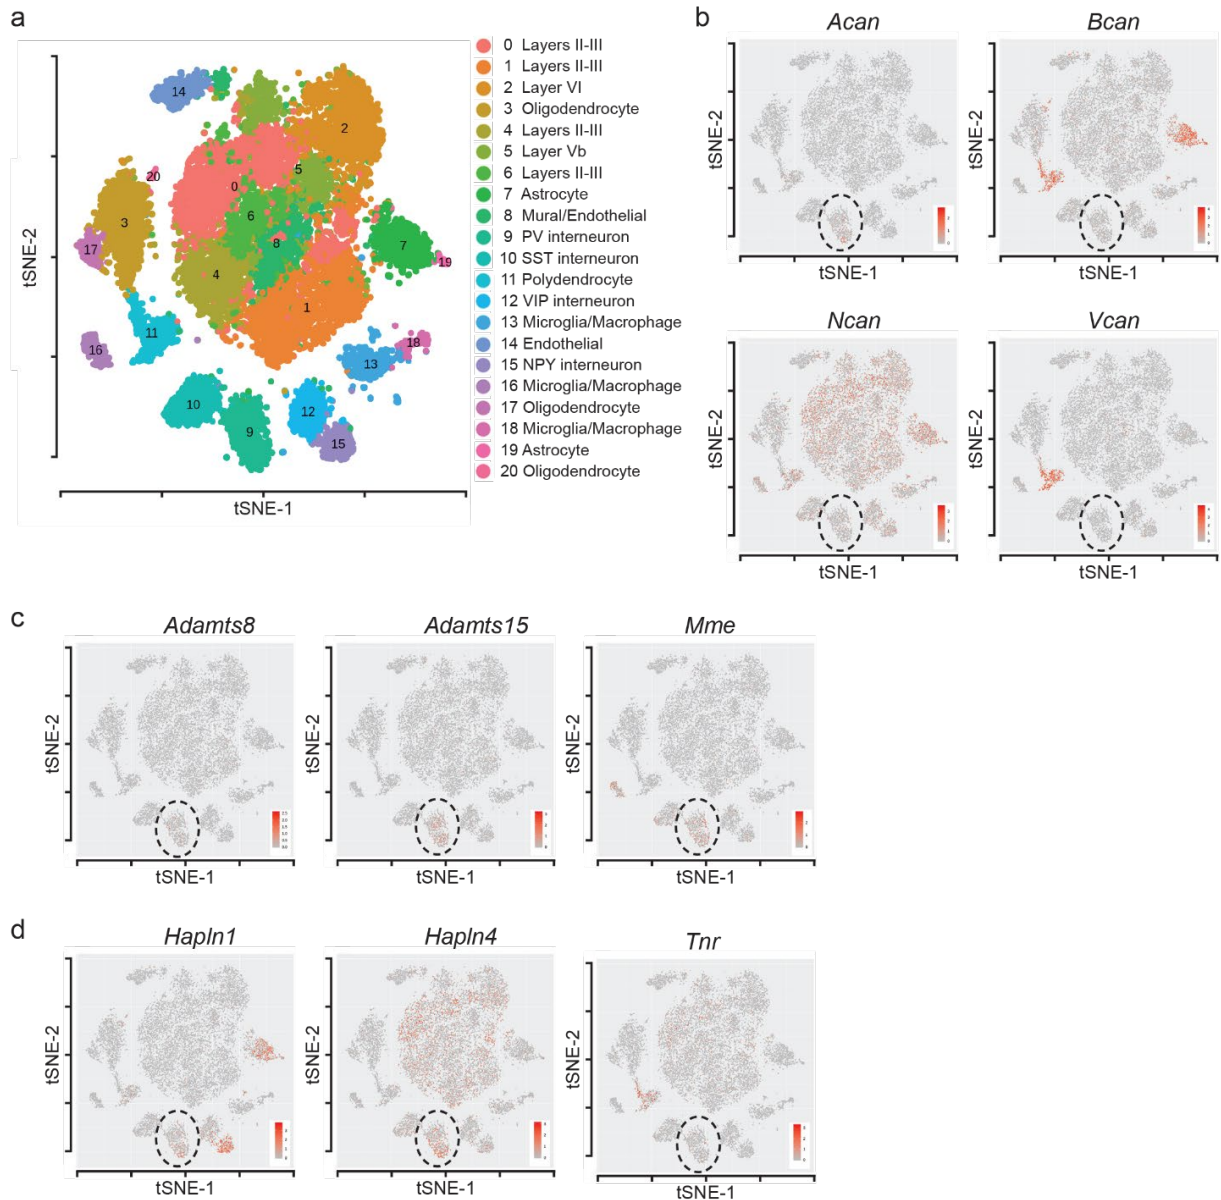 a
tSNE-2
tSNE-1
0
1
2
3
4
5
6
7
8
9
10
11
12
13
14
15
16
17
18
19
20
0 Layers II-III
1 Layers II-III
2 Layer VI
3 Oligodendrocyte
4 Layers II-III
5 Layer Vb
6 Layers II-III
7 Astrocyte
8 Mural/Endothelial
9 PV interneuron
10 SST interneuron
11 Polydendrocyte
12 VIP interneuron
13 Microglia/Macrophage
14 Endothelial
15 NPY interneuron
16 Microglia/Macrophage
17 Oligodendrocyte
18 Microglia/Macrophage
19 Astrocyte
20 Oligodendrocyte
b
Acan
tSNE-2
tSNE-1
Bcan
tSNE-2
tSNE-1
Ncan
tSNE-2
tSNE-1
Vcan
tSNE-2
tSNE-1
c
Adamts8
tSNE-2
tSNE-1
Adamts15
tSNE-2
tSNE-1
Mme
tSNE-2
tSNE-1
d
Hapln1
tSNE-2
tSNE-1
Hapln4
tSNE-2
tSNE-1
Tnr
tSNE-2
tSNE-1